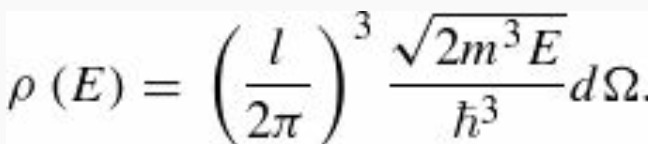 ρ (E) = (l/2π)³ √(2m³E)/ħ³ dΩ.